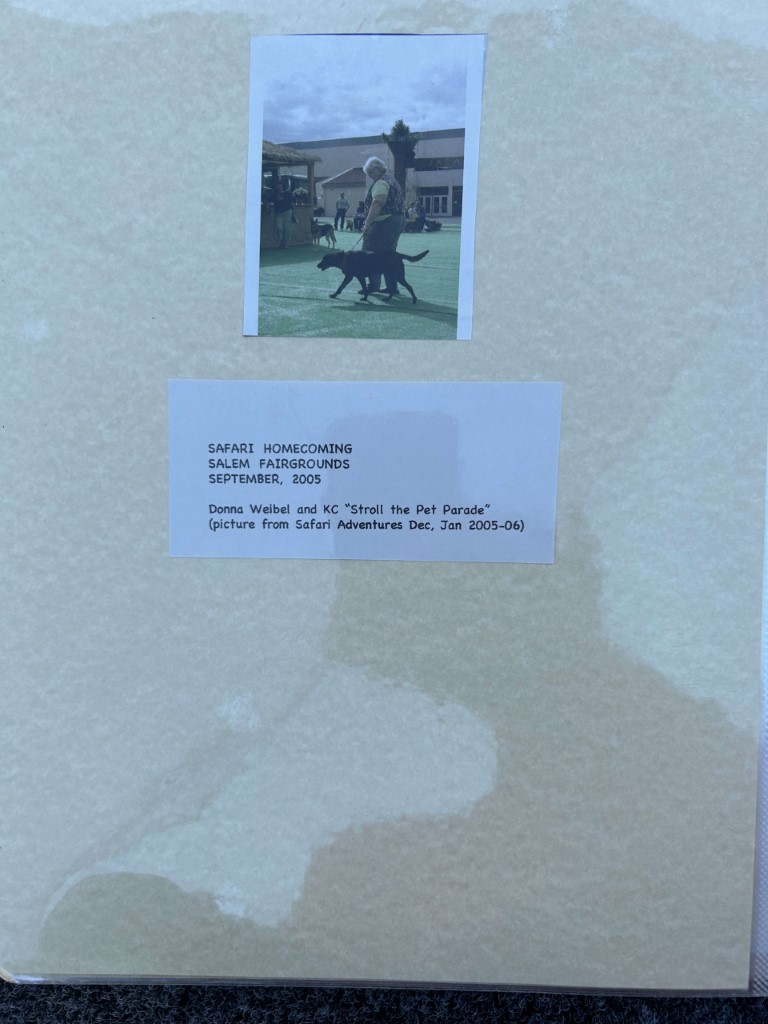 SAFARI HOMECOMING
SALEM FAIRGROUNDS
SEPTEMBER, 2005
Donna Weibel and KC “Stroll the Pet Parade”
(picture from Safari Adventures Dec, Jan 2005-06)